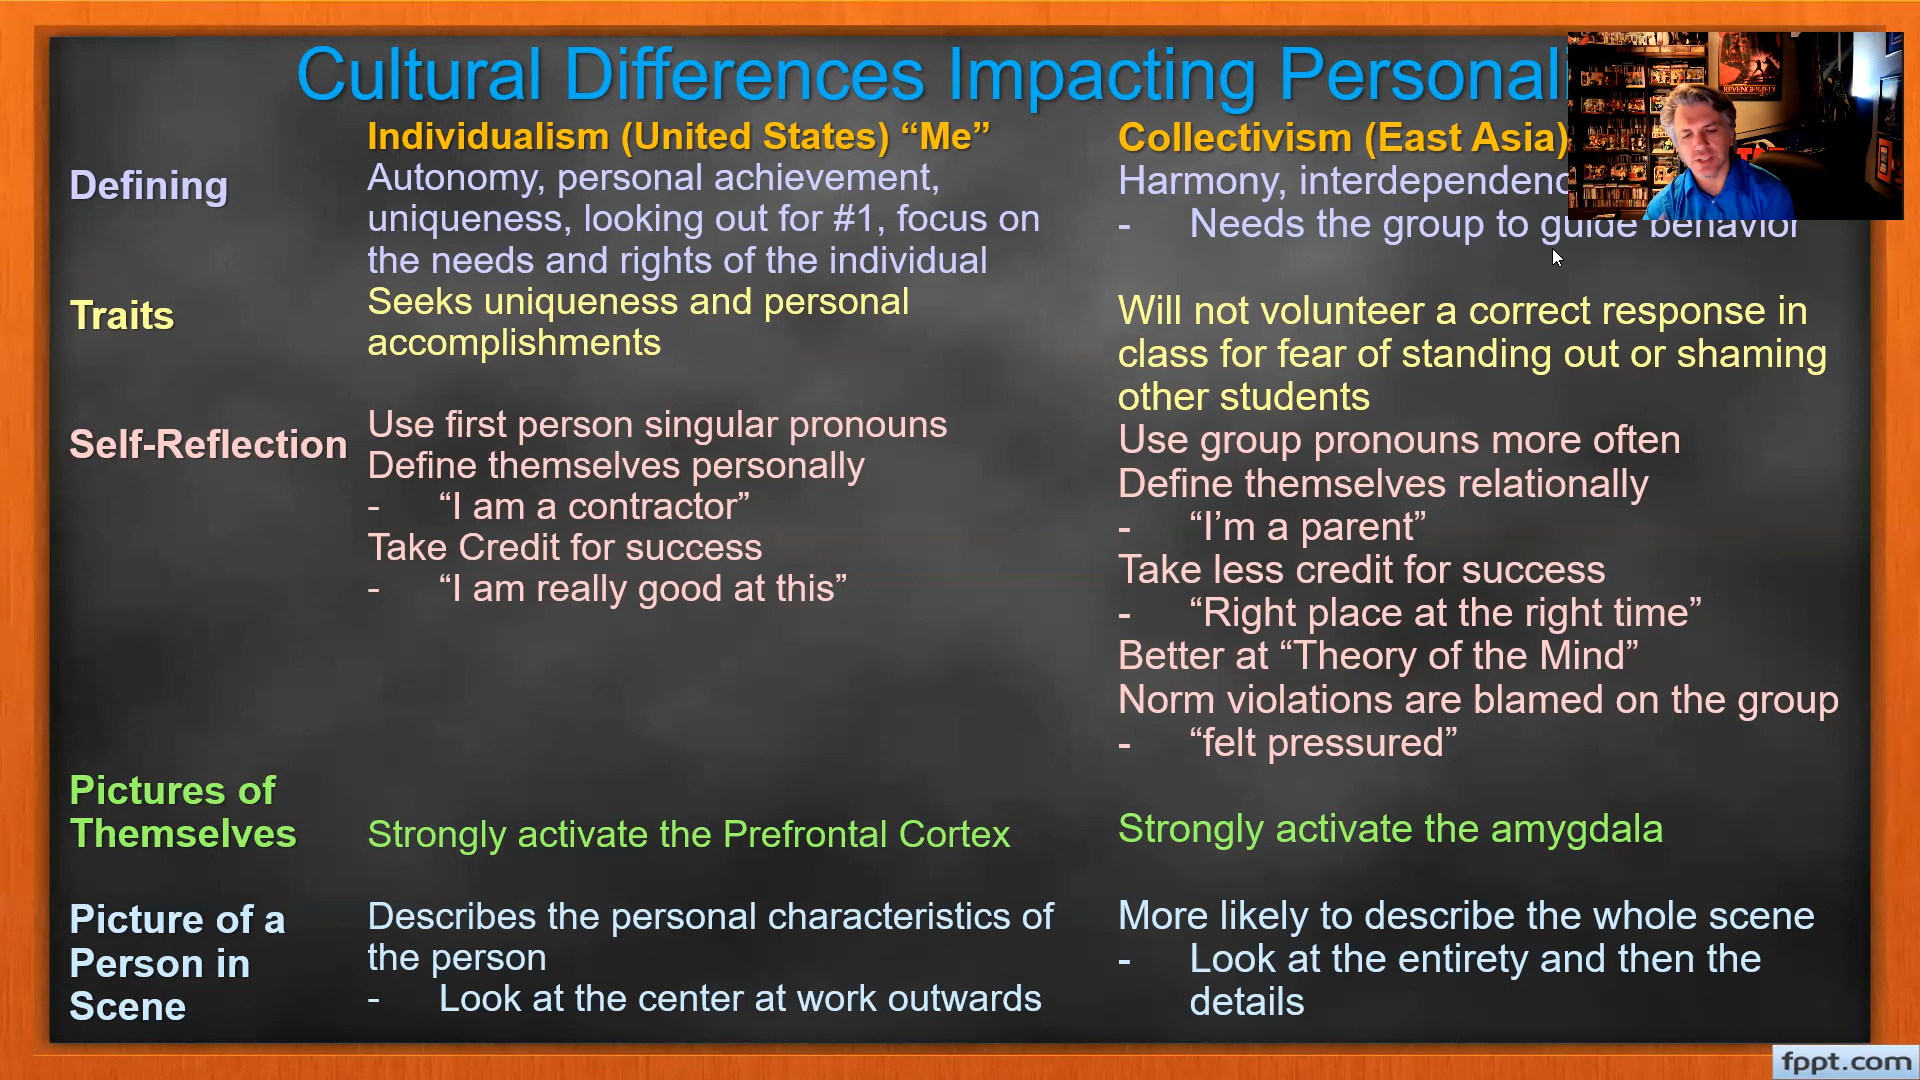 Cultural Differences Impacting Personali
Individualism (United States) “Me”
Collectivism (East Asia)
Defining
Autonomy, personal achievement,
uniqueness, looking out for #1, focus on
the needs and rights of the individual
Harmony, interdependenc
- Needs the group to guide behavior
Traits
Seeks uniqueness and personal
accomplishments
Will not volunteer a correct response in
class for fear of standing out or shaming
other students
Self-Reflection
Use first person singular pronouns
Define themselves personally
- “I am a contractor”
Take Credit for success
- “I am really good at this”
Use group pronouns more often
Define themselves relationally
- “I’m a parent”
Take less credit for success
- “Right place at the right time”
Better at “Theory of the Mind”
Norm violations are blamed on the group
- “felt pressured”
Pictures of
Themselves
Strongly activate the Prefrontal Cortex
Strongly activate the amygdala
Picture of a
Person in
Scene
Describes the personal characteristics of
the person
- Look at the center at work outwards
More likely to describe the whole scene
- Look at the entirety and then the
details
fppt.com